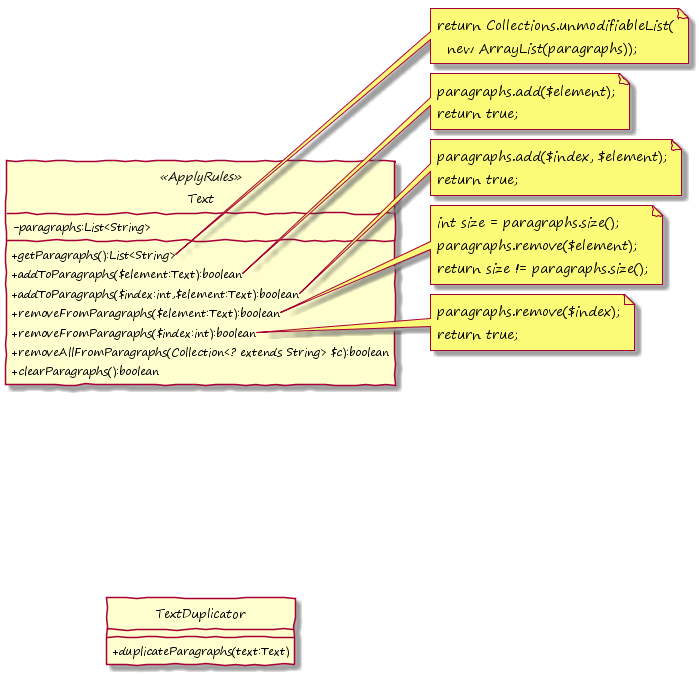 return Collections.unmodifiableList(
new ArrayList(paragraphs));
paragraphs.add($element);
return true;
paragraphs.add($index, $element);
return true;
int size = paragraphs.size();
paragraphs.remove($element);
return size != paragraphs.size();
paragraphs.remove($index);
return true;
«ApplyRules»
Text
-paragraphs:List<String>
+getParagraphs():List<String>
+addToParagraphs($element:Text):boolean
+addToParagraphs($index:int,$element:Text):boolean
+removeFromParagraphs($element:Text):boolean
+removeFromParagraphs($index:int):boolean
+removeAllFromParagraphs(Collection<? extends String> $c):boolean
+clearParagraphs():boolean
TextDuplicator
+duplicateParagraphs(text:Text)